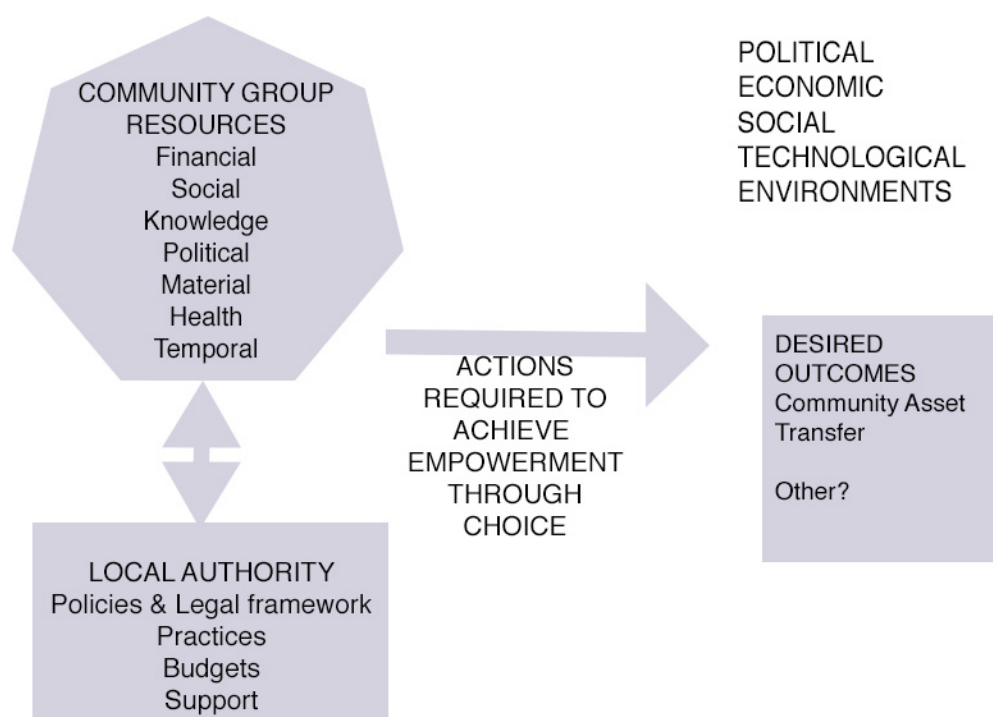 COMMUNITY GROUP
RESOURCES
Financial
Social
Knowledge
Political
Material
Health
Temporal
POLITICAL
ECONOMIC
SOCIAL
TECHNOLOGICAL
ENVIRONMENTS
ACTIONS
REQUIRED TO
ACHIEVE
EMPOWERMENT
THROUGH
CHOICE
DESIRED
OUTCOMES
Community Asset
Transfer
Other?
LOCAL AUTHORITY
Policies & Legal framework
Practices
Budgets
Support